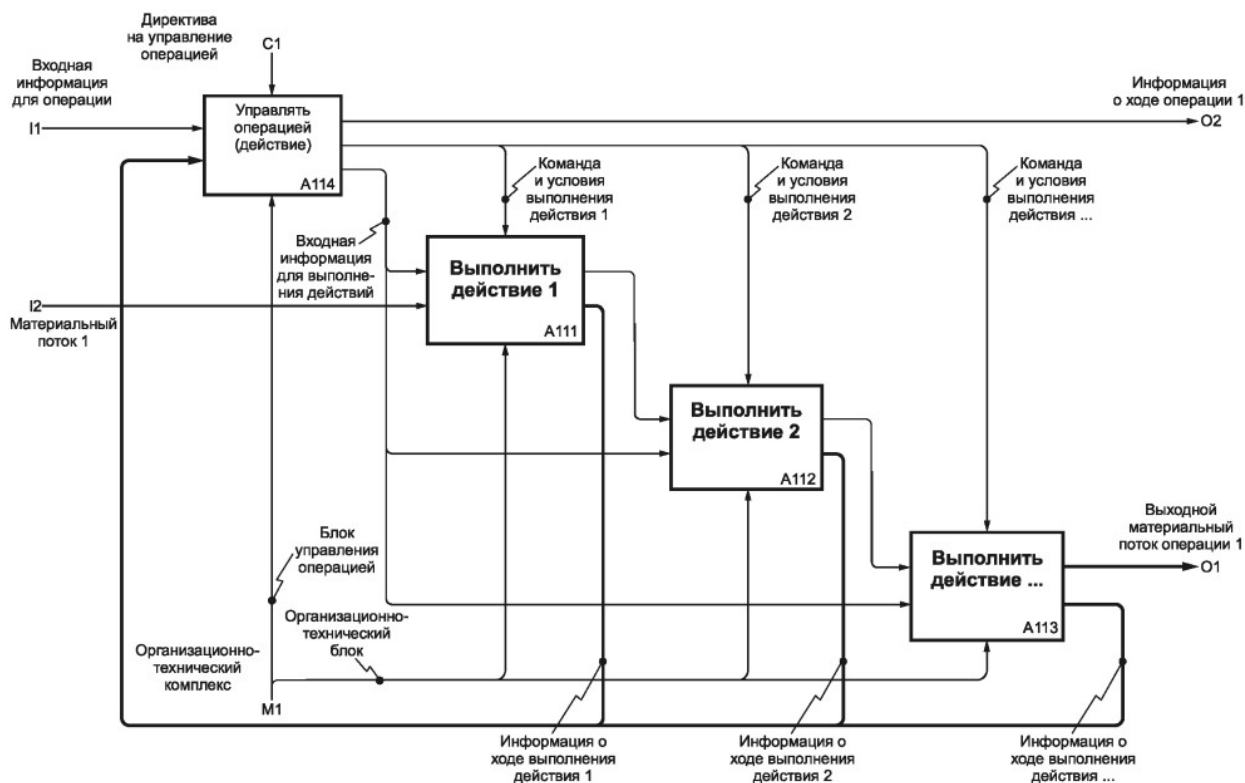 Директива
на управление
операцией
C1
Входная
информация
для операции
I1
Информация
о ходе операции 1
O2
Управлять
операцией
(действие)
A114
Команда
и условия
выполнения
действия 1
Команда
и условия
выполнения
действия 2
Команда
и условия
выполнения
действия ...
Входная
информация
для выполне-
ния действий
Выполнить
действие 1
A111
I2
Материальный
поток 1
Выполнить
действие 2
A112
Выходной
материальный
поток операции 1
O1
Выполнить
действие ...
A113
Блок
управления
операцией
Организационно-
технический
блок
Организационно-
технический
комплекс
M1
Информация о
ходе выполнения
действия 1
Информация о
ходе выполнения
действия 2
Информация о
ходе выполнения
действия ...